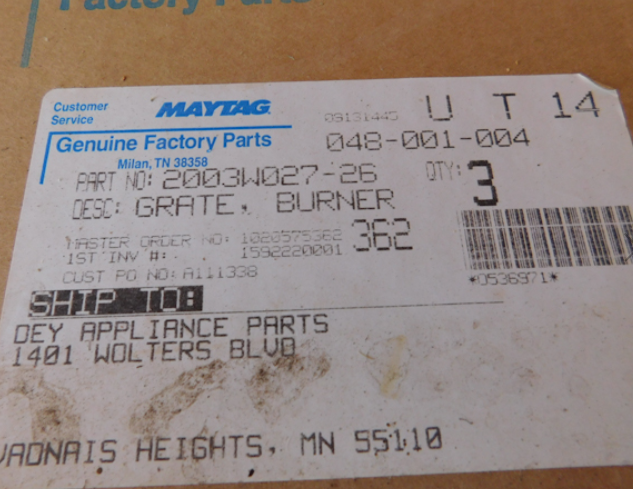 Factory Parts
Customer
Service
MAYTAG
09131445 U T 14
Genuine Factory Parts
048-001-004
Milan, TN 38358
PART NO: 2003W027-26 QTY: 3
DESC: GRATE, BURNER
MASTER ORDER NO: 1020575362 362
1ST INV #: 1592220001
CUST PO NO: A111338
*0536971*
SHIP TO:
DEY APPLIANCE PARTS
1401 WOLTERS BLVD
VADNAIS HEIGHTS, MN 55110